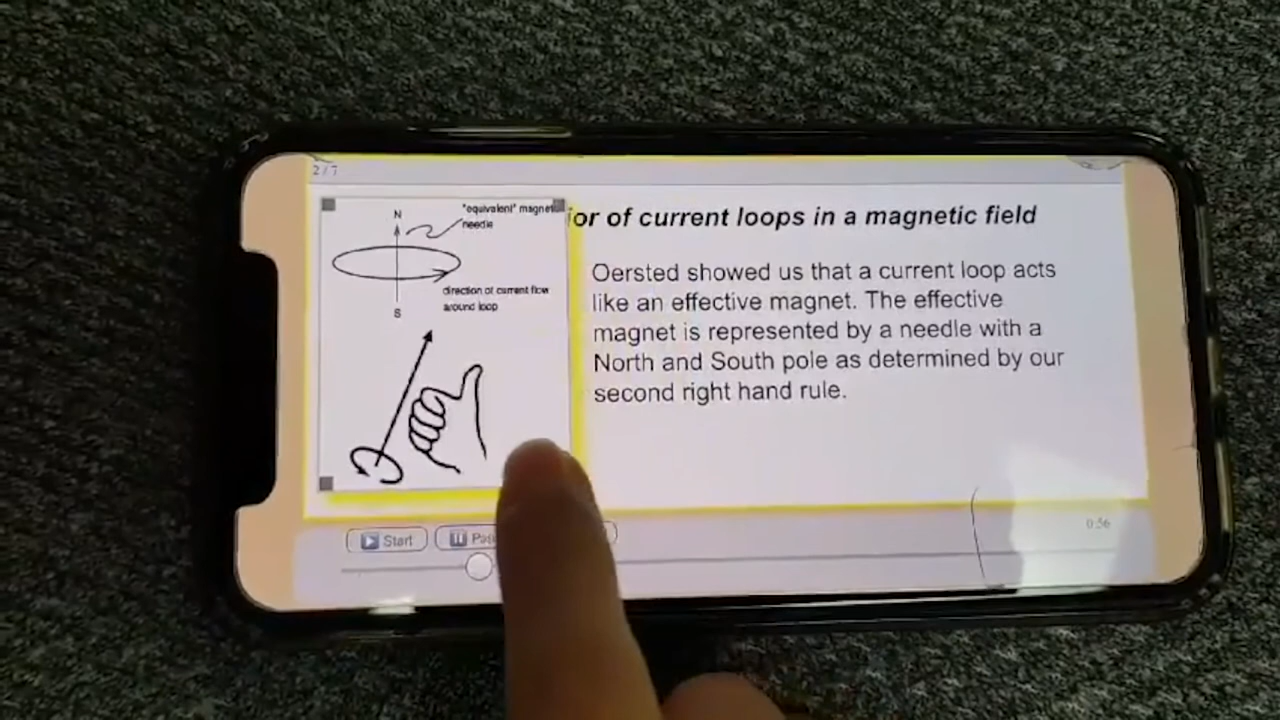 2 / 7
N
"equivalent" magnet
needle
direction of current flow
around loop
S
of current loops in a magnetic field
Oersted showed us that a current loop acts
like an effective magnet. The effective
magnet is represented by a needle with a
North and South pole as determined by our
second right hand rule.
Start
0:56